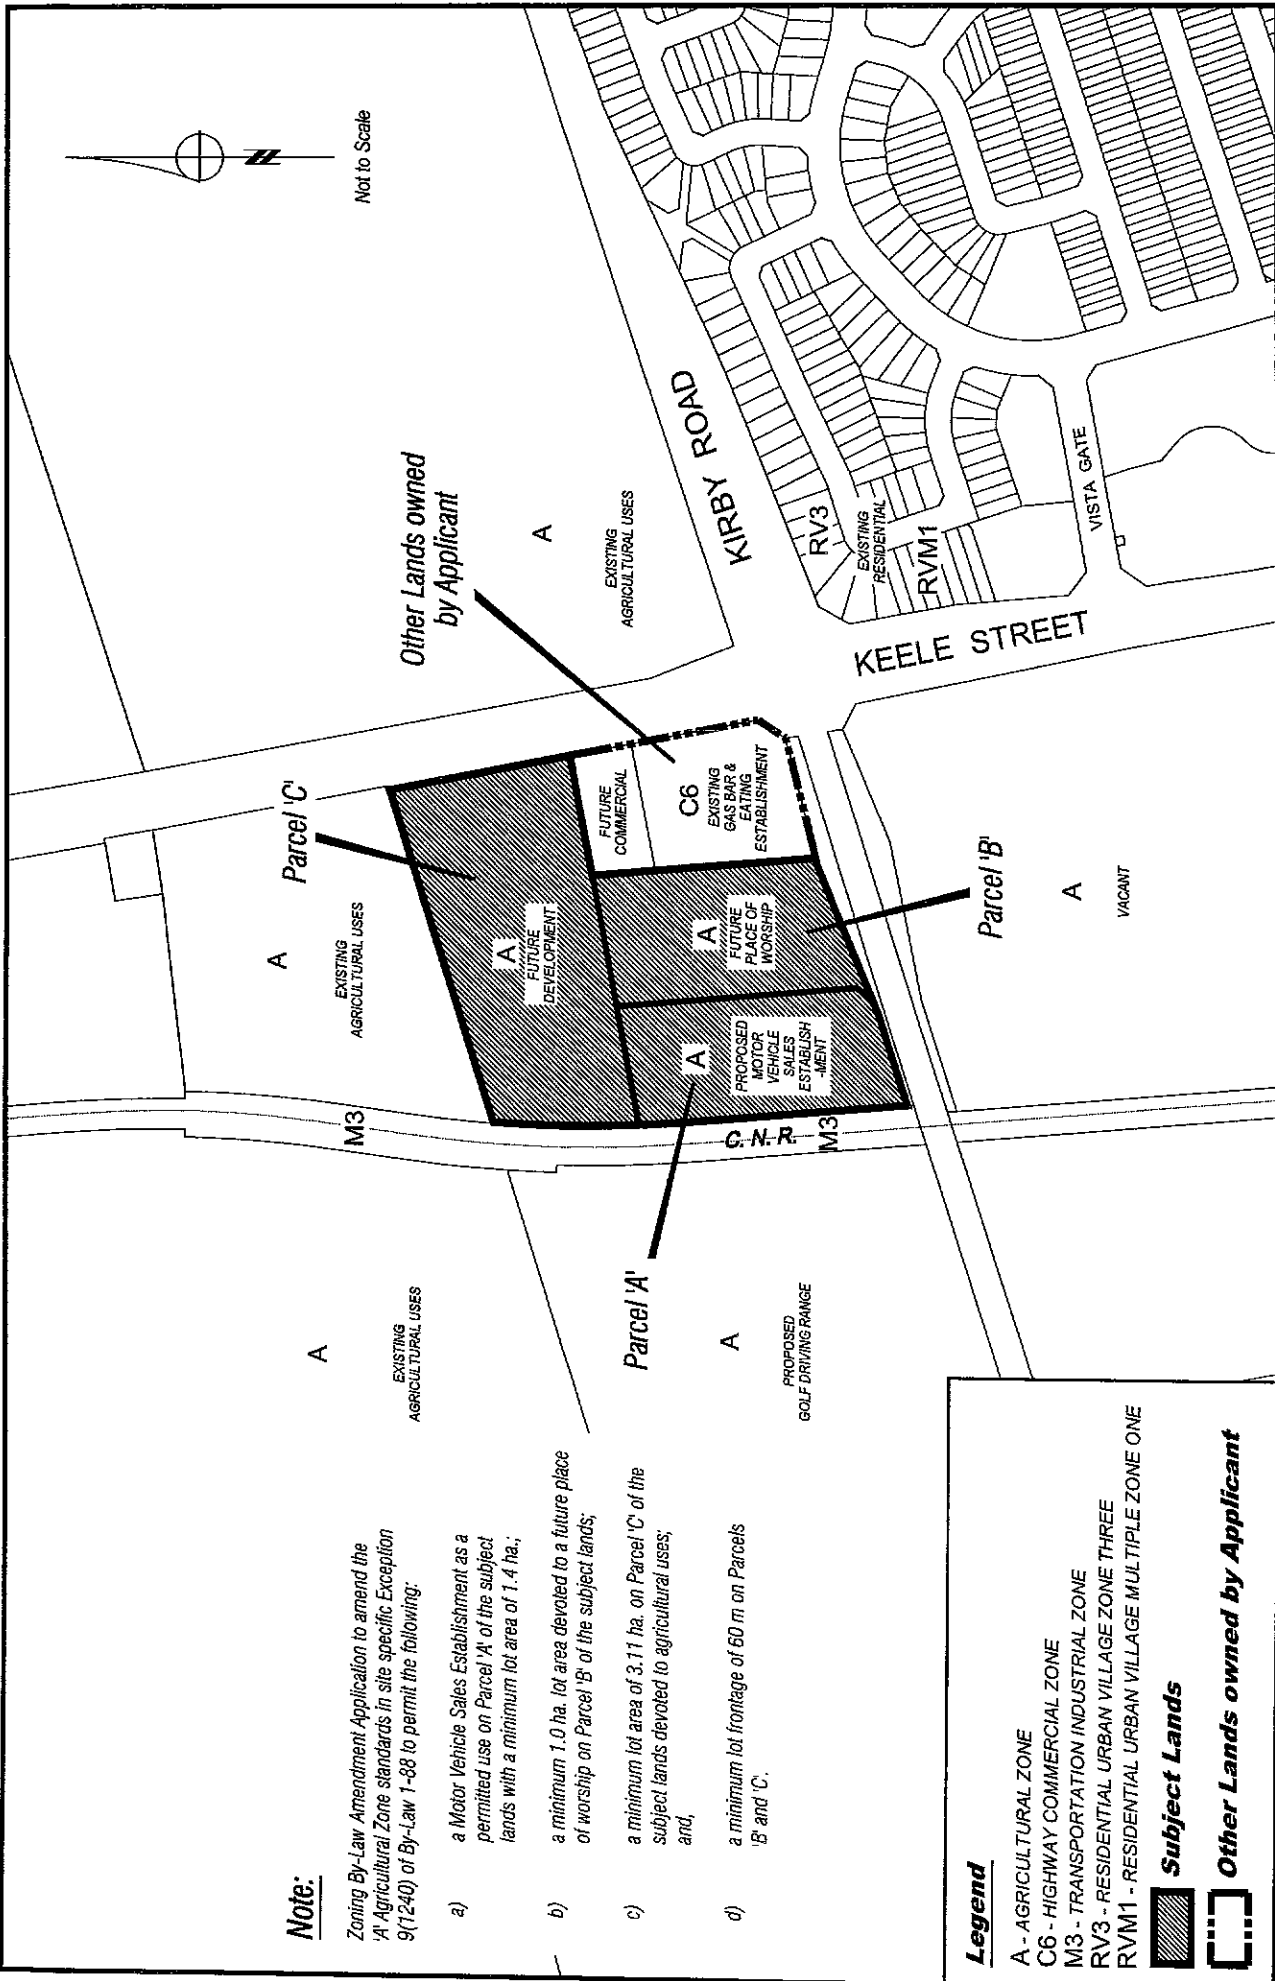 Note:
Zoning By-Law Amendment Application to amend the
'A' Agricultural Zone standards in site specific Exception
9(1240) of By-Law 1-88 to permit the following:
a) a Motor Vehicle Sales Establishment as a
permitted use on Parcel 'A' of the subject
lands with a minimum lot area of 1.4 ha.;
b) a minimum 1.0 ha. lot area devoted to a future place
of worship on Parcel 'B' of the subject lands;
c) a minimum lot area of 3.11 ha. on Parcel 'C' of the
subject lands devoted to agricultural uses;
and,
d) a minimum lot frontage of 60 m on Parcels
'B' and 'C'.
A
EXISTING
AGRICULTURAL USES
Parcel 'A'
A
PROPOSED
GOLF DRIVING RANGE
M3
C.N.R.
M3
A
EXISTING
AGRICULTURAL USES
Parcel 'C'
A
FUTURE
DEVELOPMENT
A
PROPOSED
MOTOR
VEHICLE
SALES
ESTABLISH
-MENT
A
FUTURE
PLACE OF
WORSHIP
FUTURE
COMMERCIAL
C6
EXISTING
GAS BAR &
EATING
ESTABLISHMENT
Parcel 'B'
A
VACANT
Other Lands owned
by Applicant
A
EXISTING
AGRICULTURAL USES
KIRBY ROAD
KEELE STREET
RV3
EXISTING
RESIDENTIAL
RVM1
VISTA GATE
N
Not to Scale
Legend
A - AGRICULTURAL ZONE
C6 - HIGHWAY COMMERCIAL ZONE
M3 - TRANSPORTATION INDUSTRIAL ZONE
RV3 - RESIDENTIAL URBAN VILLAGE ZONE THREE
RVM1 - RESIDENTIAL URBAN VILLAGE MULTIPLE ZONE ONE
Subject Lands
Other Lands owned by Applicant